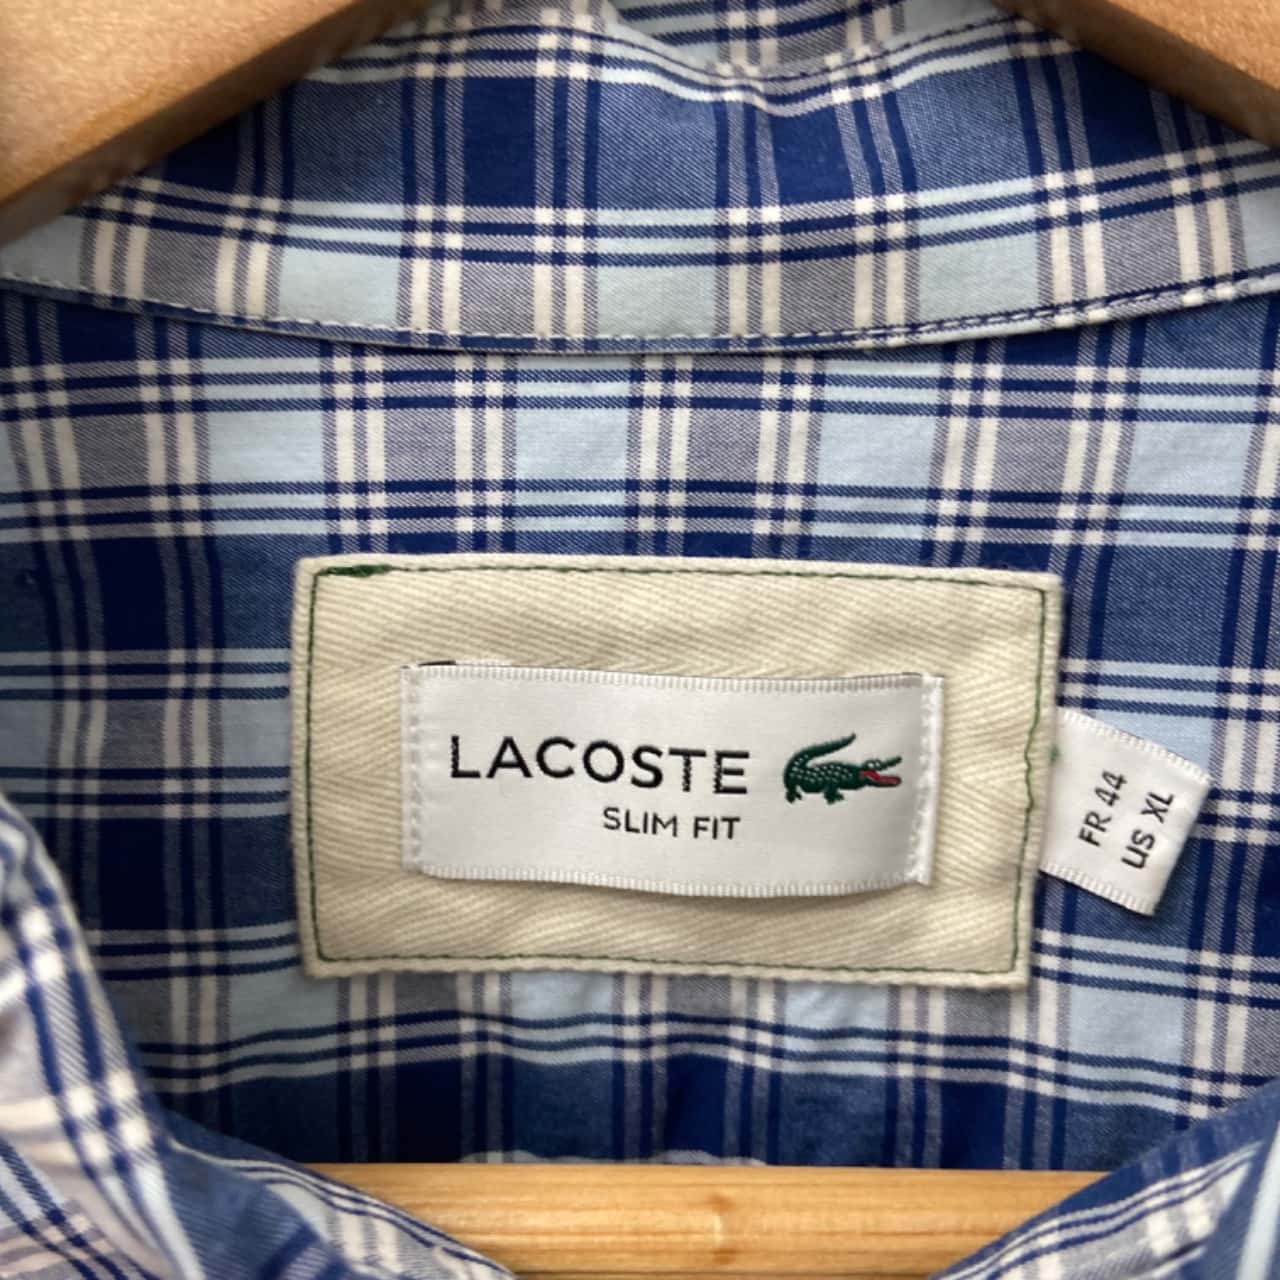 LACOSTE
SLIM FIT
FR 44
US XL